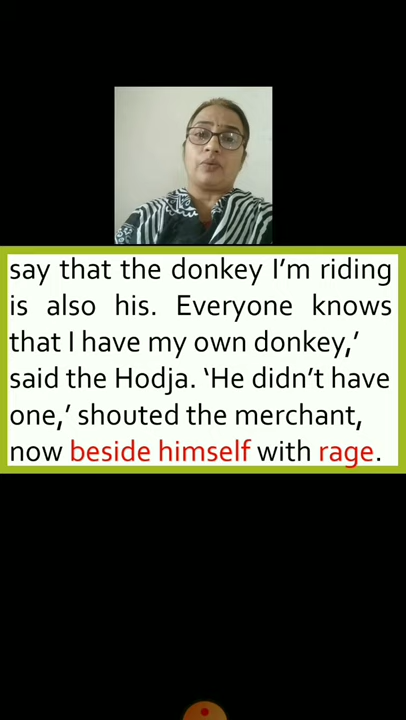 say that the donkey I’m riding
is also his. Everyone knows
that I have my own donkey,’
said the Hodja. ‘He didn’t have
one,’ shouted the merchant,
now beside himself with rage.